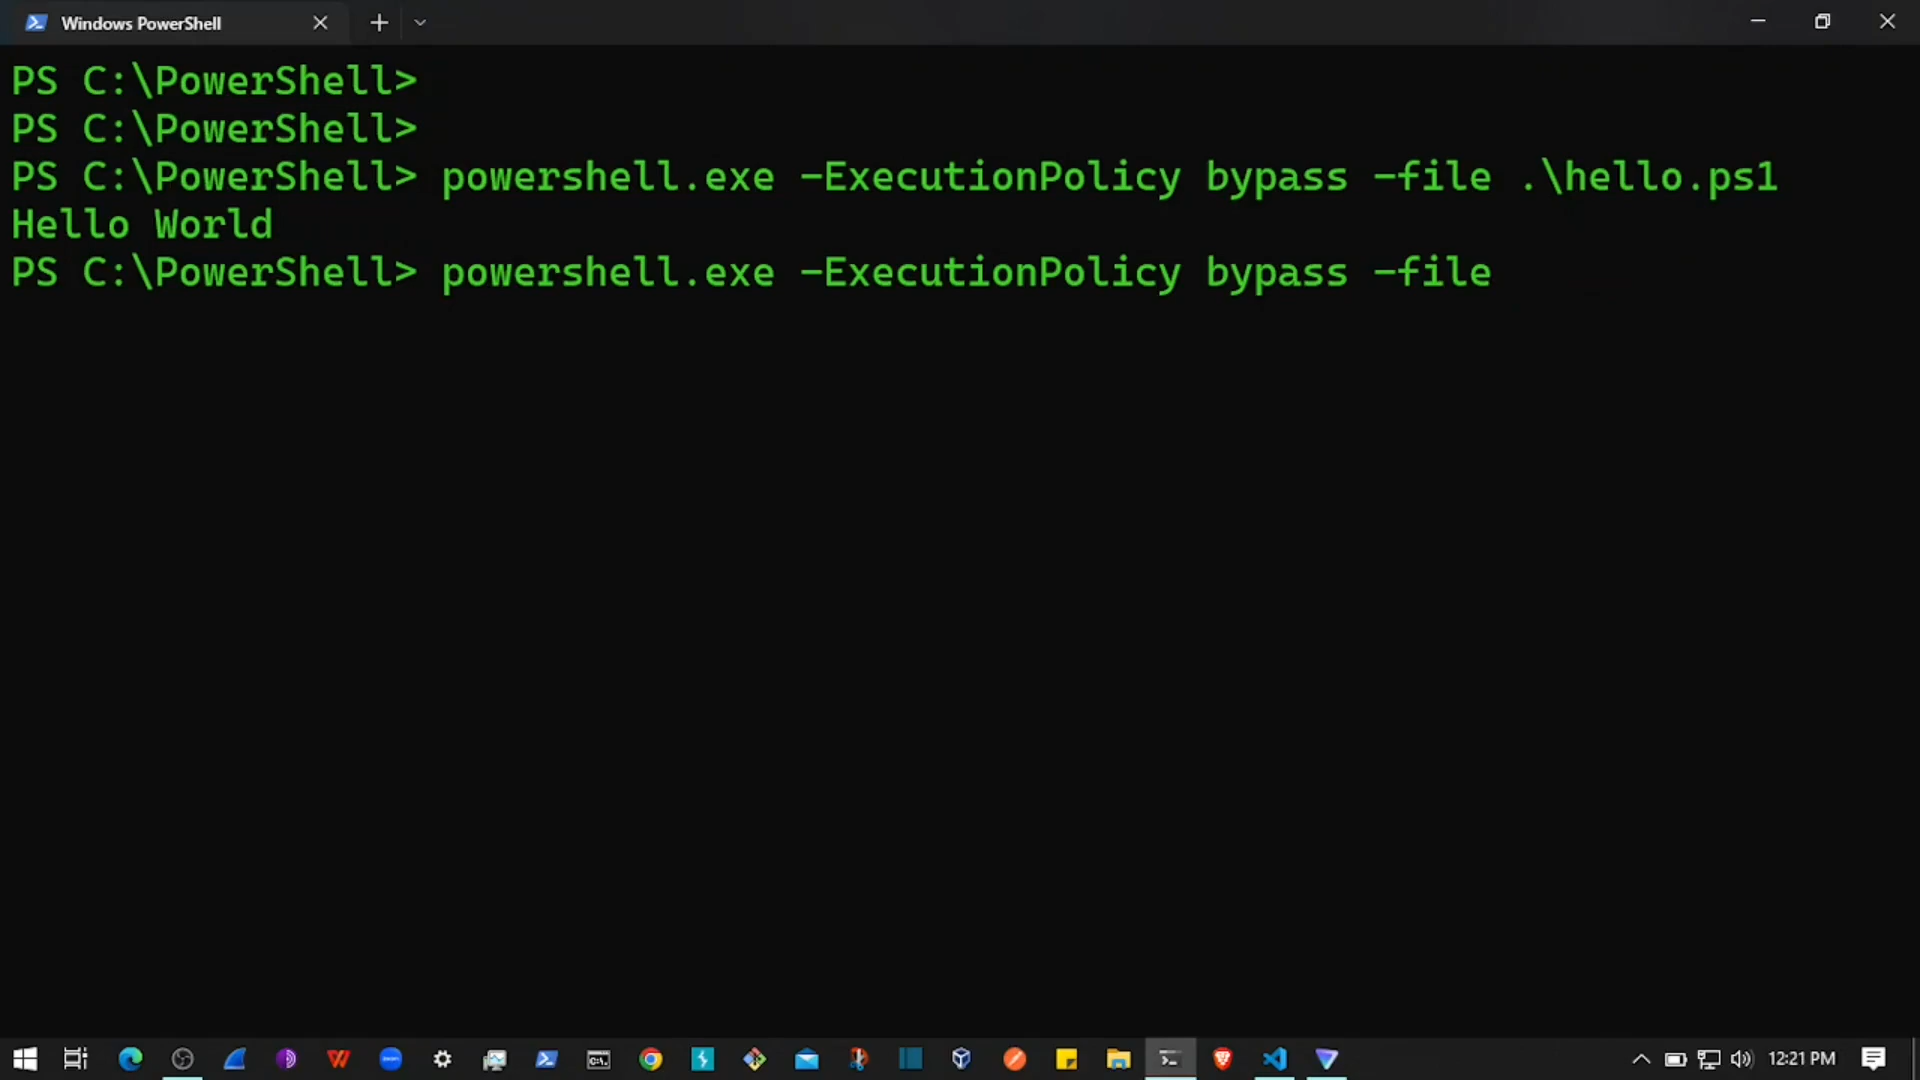 Windows PowerShell
PS C:\PowerShell>
PS C:\PowerShell>
PS C:\PowerShell> powershell.exe -ExecutionPolicy bypass -file .\hello.ps1
Hello World
PS C:\PowerShell> powershell.exe -ExecutionPolicy bypass -file
12:21 PM